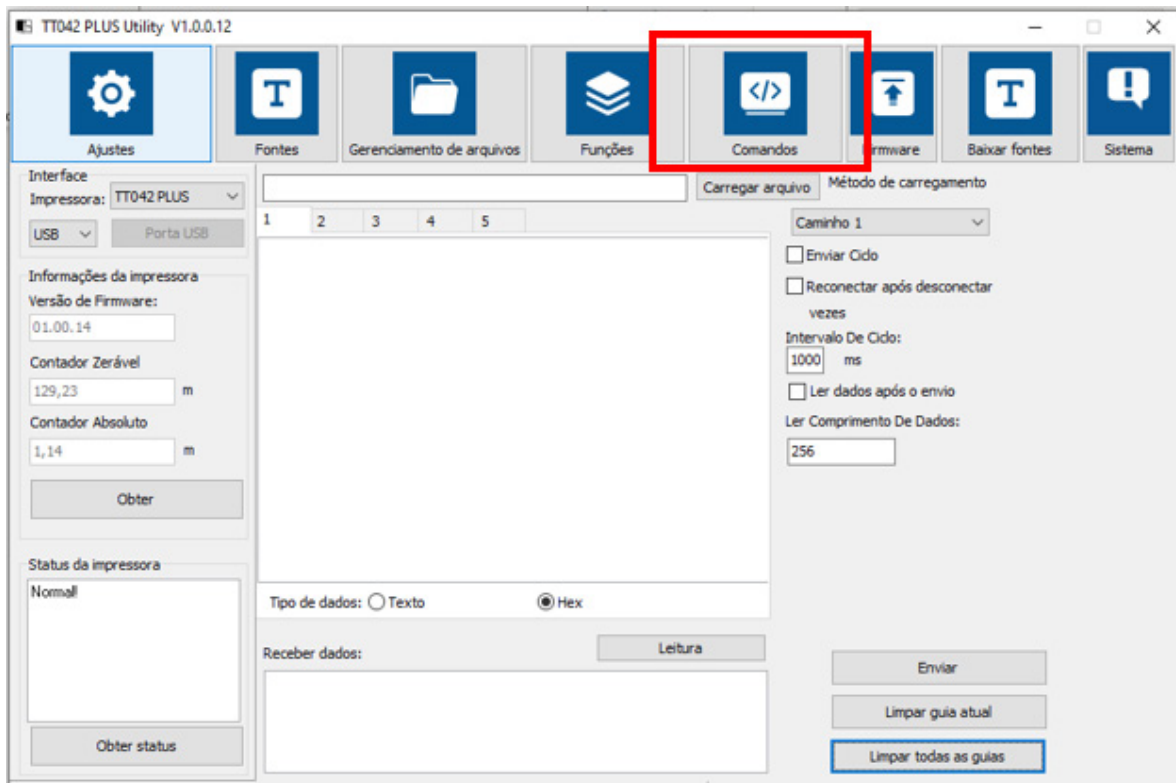 TT042 PLUS Utility V1.0.0.12
Ajustes
Fontes
Gerenciamento de arquivos
Funções
Comandos
Baixar fontes
Sistema
Interface
Impressora: TT042 PLUS
USB
Porta USB
Informações da impressora
Versão de Firmware:
01.00.14
Contador Zerável
129,23 m
Contador Absoluto
1,14 m
Obter
Status da impressora
Normal!
Obter status
Carregar arquivo
1 2 3 4 5
Tipo de dados: Texto Hex
Receber dados:
Leitura
Método de carregamento
Caminho 1
Enviar Ciclo
Reconectar após desconectar
vezes
Intervalo De Ciclo:
1000 ms
Ler dados após o envio
Ler Comprimento De Dados:
256
Enviar
Limpar guia atual
Limpar todas as guias